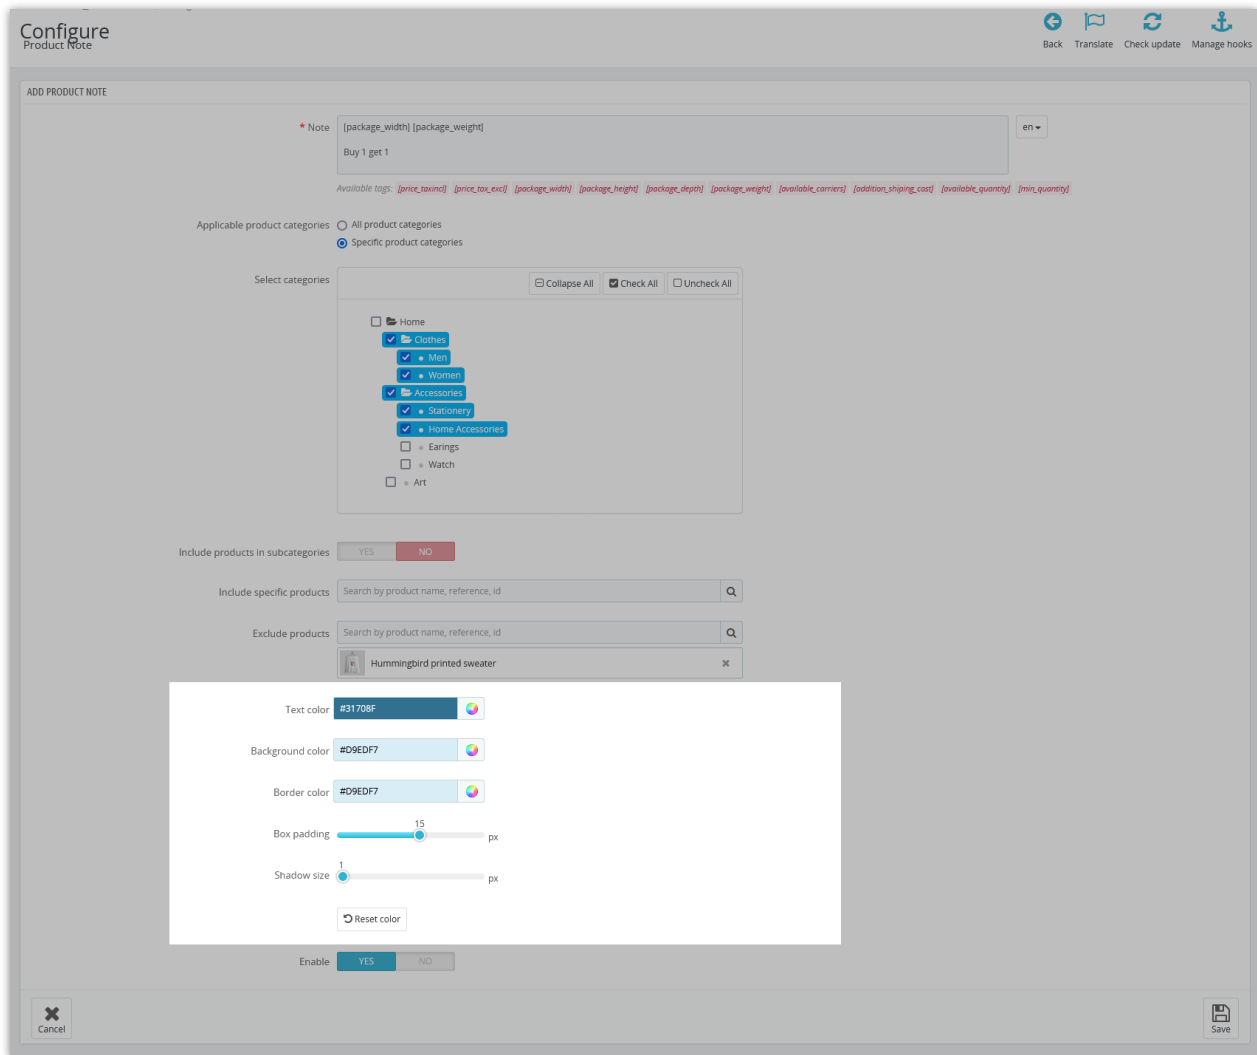 Configure
Product Note
Back Translate Check update Manage hooks
ADD PRODUCT NOTE
* Note [package_width] [package_weight] en
Buy 1 get 1
Available tags: [price_taxincl] [price_tax_excl] [package_width] [package_height] [package_depth] [package_weight] [available_carriers] [addition_shiping_cost] [available_quantity] [min_quantity]
Applicable product categories All product categories
Specific product categories
Select categories Collapse All Check All Uncheck All
Home
Clothes
Men
Women
Accessories
Stationery
Home Accessories
Earings
Watch
Art
Include products in subcategories YES NO
Include specific products Search by product name, reference, id
Exclude products Search by product name, reference, id
Hummingbird printed sweater
Text color #31708F
Background color #D9EDF7
Border color #D9EDF7
15
Box padding px
1
Shadow size px
Reset color
Enable YES NO
Cancel Save